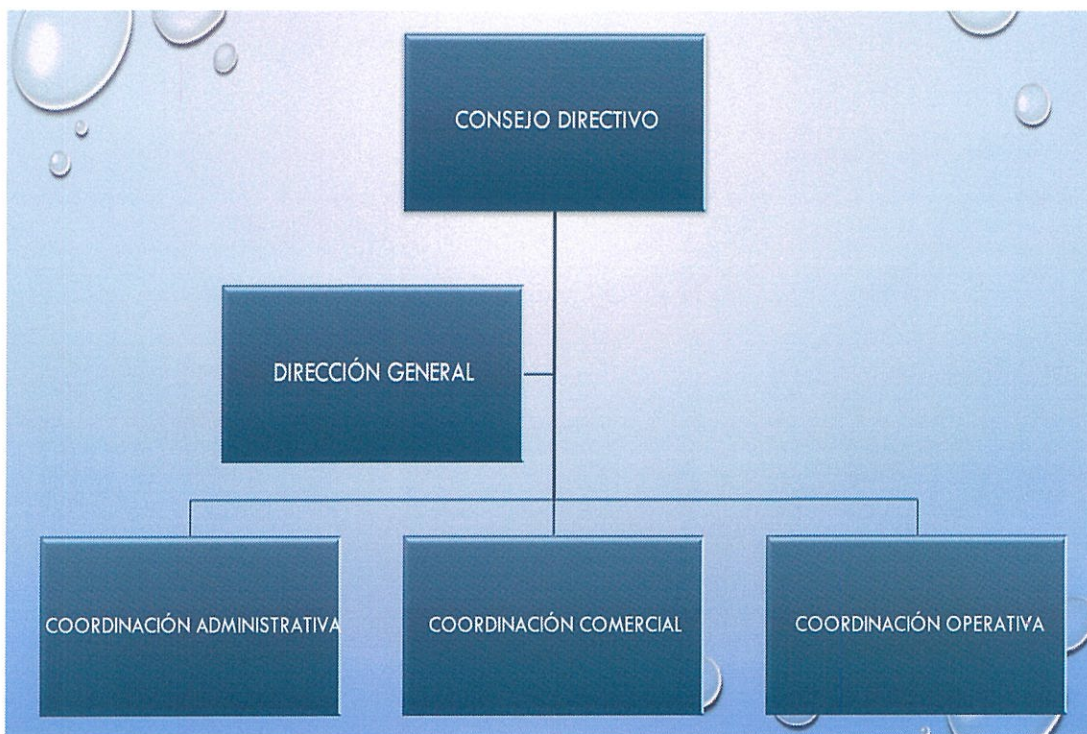 CONSEJO DIRECTIVO
DIRECCIÓN GENERAL
COORDINACIÓN ADMINISTRATIVA
COORDINACIÓN COMERCIAL
COORDINACIÓN OPERATIVA